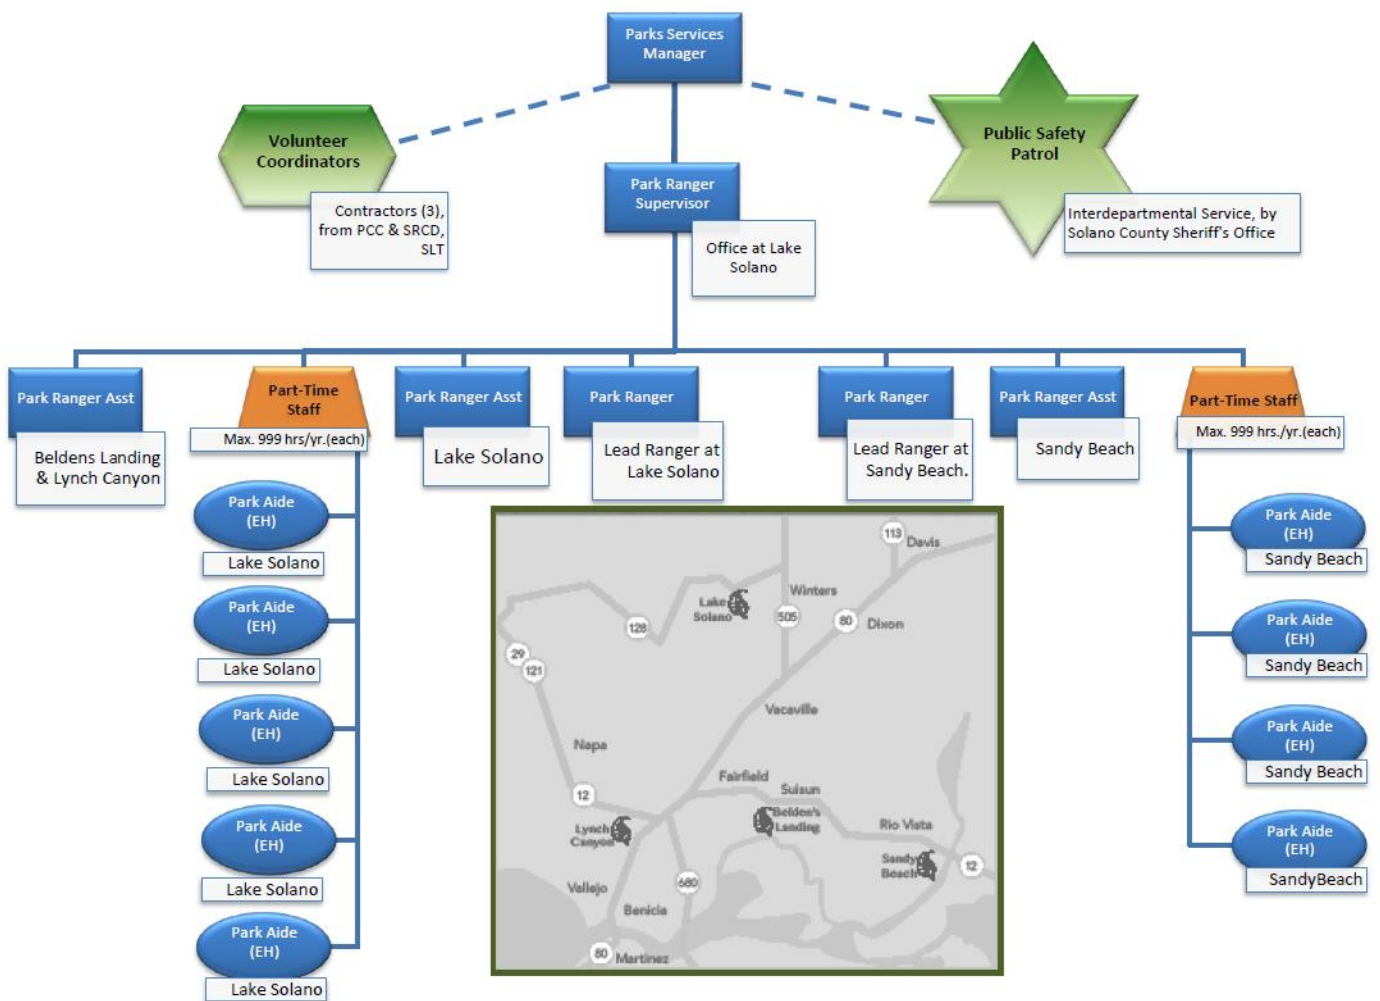 Parks Services
Manager
Volunteer
Coordinators
Contractors (3),
from PCC & SRCD,
SLT
Park Ranger
Supervisor
Office at Lake
Solano
Public Safety
Patrol
Interdepartmental Service, by
Solano County Sheriff's Office
Park Ranger Asst
Beldens Landing
& Lynch Canyon
Part-Time
Staff
Max. 999 hrs/yr.(each)
Park Ranger Asst
Lake Solano
Park Ranger
Lead Ranger at
Lake Solano
Park Ranger
Lead Ranger at
Sandy Beach.
Park Ranger Asst
Sandy Beach
Part-Time Staff
Max. 999 hrs./yr.(each)
Park Aide
(EH)
Lake Solano
Park Aide
(EH)
Lake Solano
Park Aide
(EH)
Lake Solano
Park Aide
(EH)
Lake Solano
Park Aide
(EH)
Lake Solano
113
Davis
Winters
Lake
Solano
505
80
Dixon
128
29
121
Vacaville
Napa
Fairfield
Suisun
12
Belden's
Landing
Lynch
Canyon
Rio Vista
Sandy
Beach
12
Vallejo
680
Benicia
80
Martinez
Park Aide
(EH)
Sandy Beach
Park Aide
(EH)
Sandy Beach
Park Aide
(EH)
Sandy Beach
Park Aide
(EH)
SandyBeach